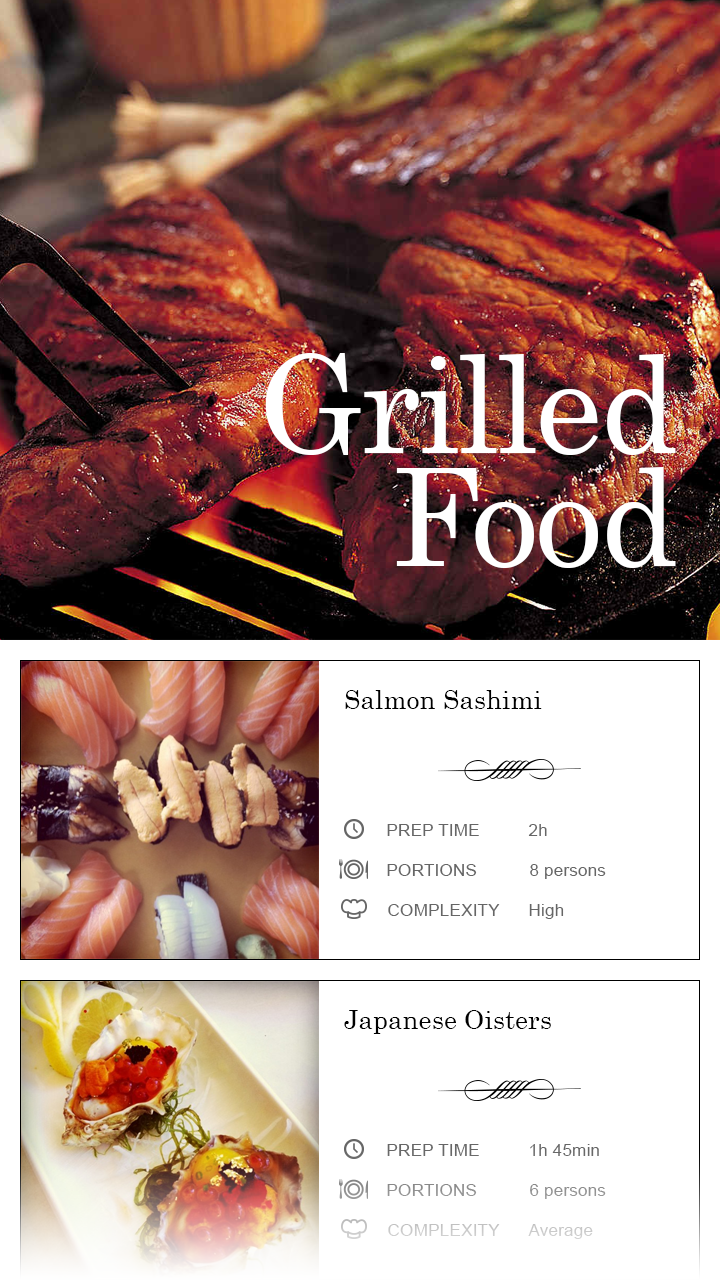 Grilled
Food
Salmon Sashimi
PREP TIME 2h
PORTIONS 8 persons
COMPLEXITY High
Japanese Oisters
PREP TIME 1h 45min
PORTIONS 6 persons
COMPLEXITY Average